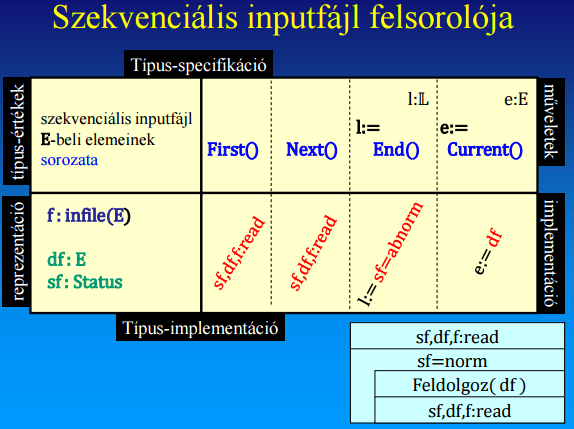 Szekvenciális inputfájl felsorolója
Típus-specifikáció
típus-értékek
szekvenciális inputfájl
E-beli elemeinek
sorozata
First()
Next()
l:𝕃
l:=
End()
e:E
e:=
Current()
műveletek
reprezentáció
f : infile(E)
df : E
sf : Status
sf,df,f:read
sf,df,f:read
l:= sf=abnorm
e:= df
implementáció
Típus-implementáció
sf,df,f:read
sf=norm
Feldolgoz( df )
sf,df,f:read